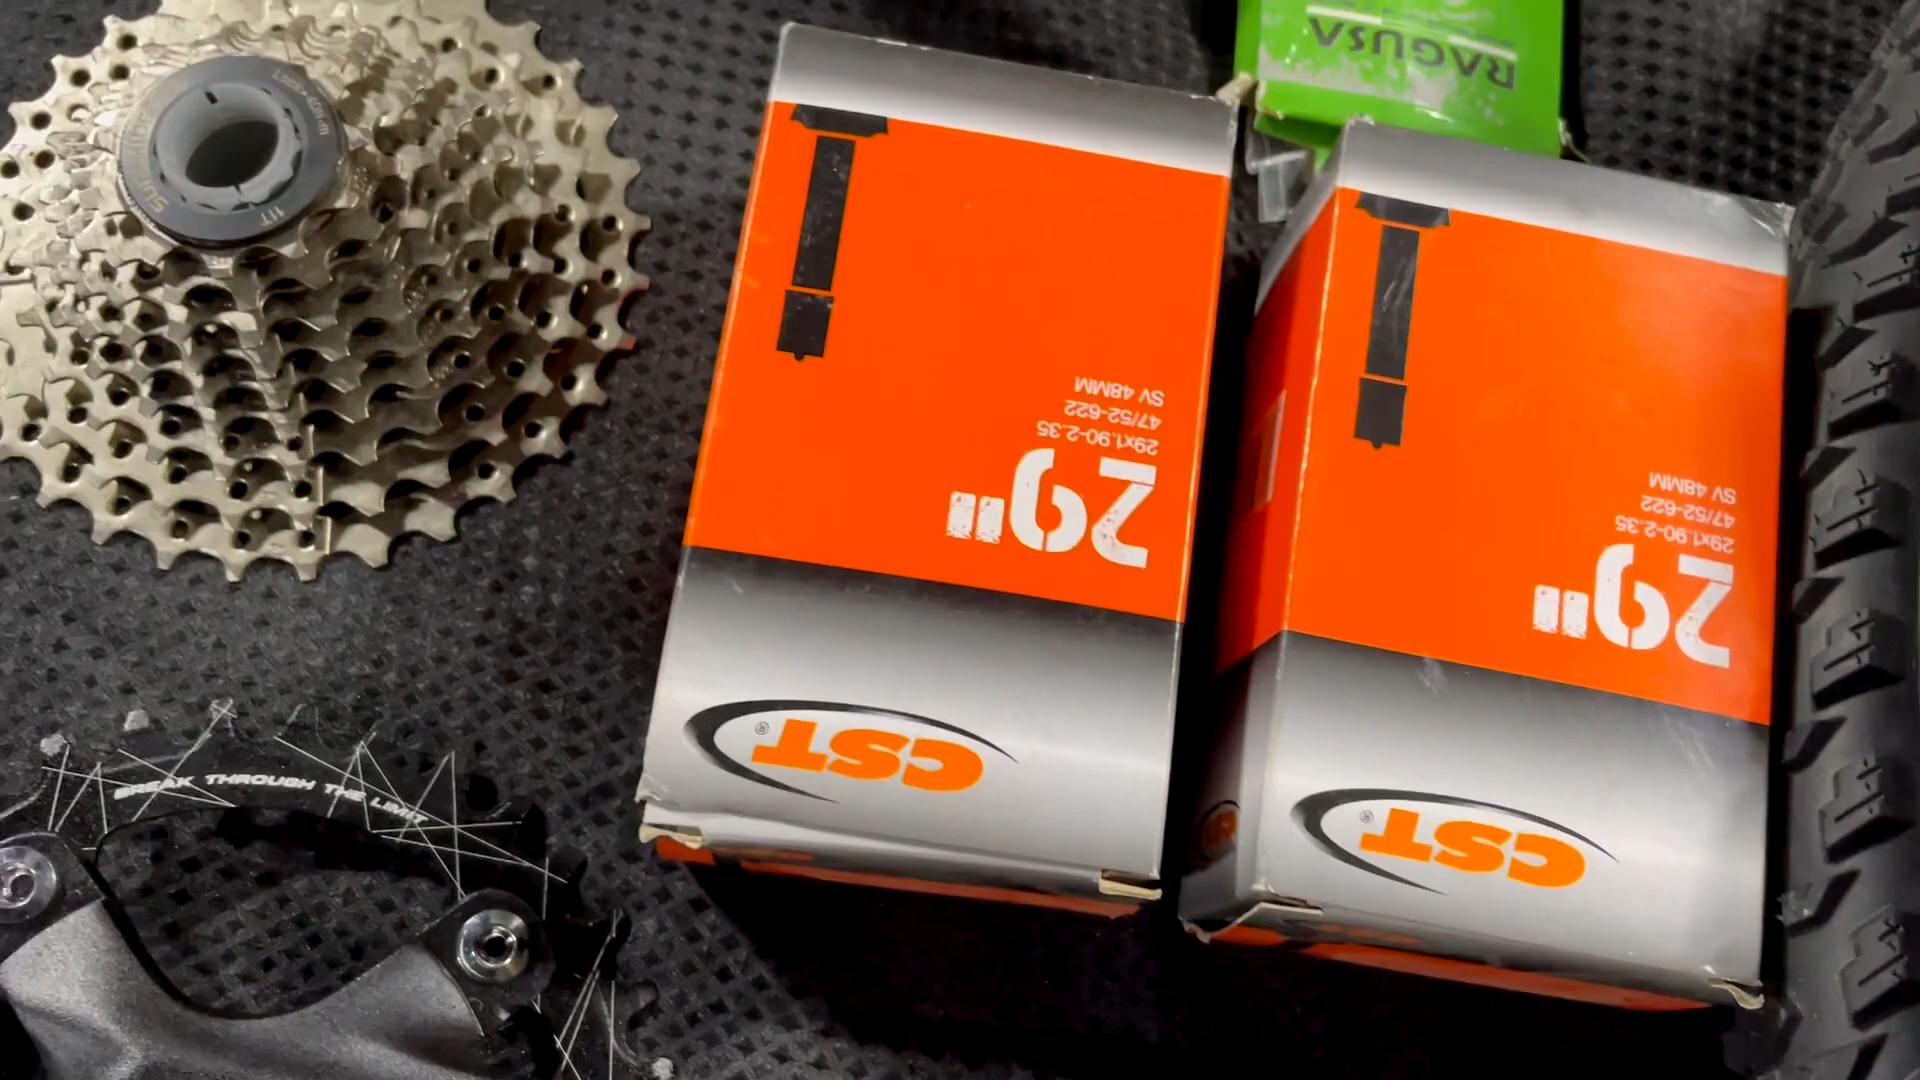 RAGUSA
29"
29x1.90-2.35
47/52-622
SV 48MM
CST®
29"
29x1.90-2.35
47/52-622
SV 48MM
CST®
11T
BREAK THROUGH THE LIMIT